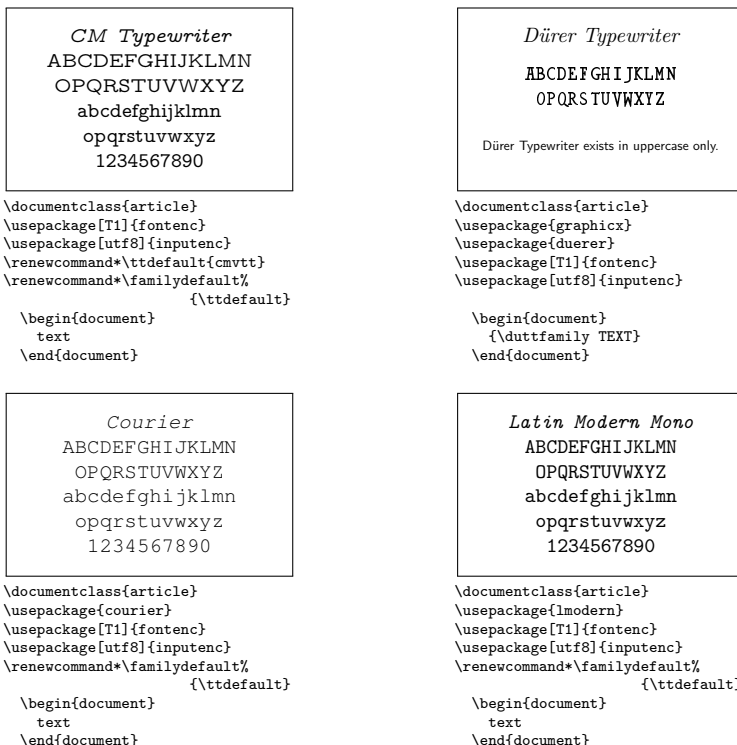 CM Typewriter
ABCDEFGHIJKLMN
OPQRSTUVWXYZ
abcdefghijklmn
opqrstuvwxyz
1234567890
\documentclass{article}
\usepackage[T1]{fontenc}
\usepackage[utf8]{inputenc}
\renewcommand*\ttdefault{cmvtt}
\renewcommand*\familydefault%
{\ttdefault}
\begin{document}
text
\end{document}
Dürer Typewriter
ABCDEFGHIJKLMN
OPQRSTUVWXYZ
Dürer Typewriter exists in uppercase only.
\documentclass{article}
\usepackage{graphicx}
\usepackage{duerer}
\usepackage[T1]{fontenc}
\usepackage[utf8]{inputenc}
\begin{document}
{\duttfamily TEXT}
\end{document}
Courier
ABCDEFGHIJKLMN
OPQRSTUVWXYZ
abcdefghijklmn
opqrstuvwxyz
1234567890
\documentclass{article}
\usepackage{courier}
\usepackage[T1]{fontenc}
\usepackage[utf8]{inputenc}
\renewcommand*\familydefault%
{\ttdefault}
\begin{document}
text
\end{document}
Latin Modern Mono
ABCDEFGHIJKLMN
OPQRSTUVWXYZ
abcdefghijklmn
opqrstuvwxyz
1234567890
\documentclass{article}
\usepackage{lmodern}
\usepackage[T1]{fontenc}
\usepackage[utf8]{inputenc}
\renewcommand*\familydefault%
{\ttdefault}
\begin{document}
text
\end{document}